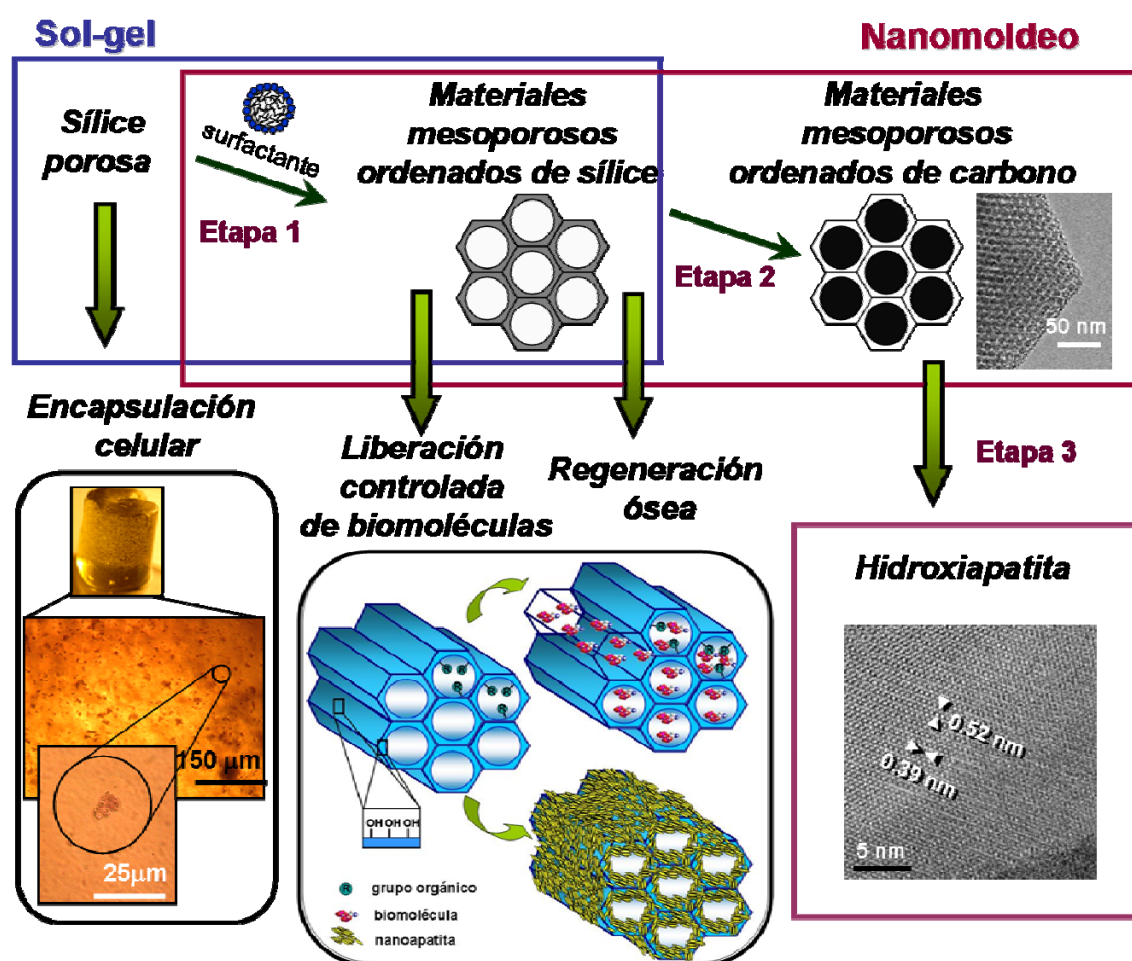 Sol-gel
Nanomoldeo
Sílice
porosa
surfactante
Etapa 1
Materiales
mesoporosos
ordenados de sílice
Etapa 2
Materiales
mesoporosos
ordenados de carbono
50 nm
Encapsulación
celular
150 μm
25μm
Liberación
controlada
de biomoléculas
Regeneración
ósea
R
R
R
R
R
R
R
R
OH OH OH
R grupo orgánico
biomolécula
nanoapatita
Etapa 3
Hidroxiapatita
0.52 nm
0.39 nm
5 nm